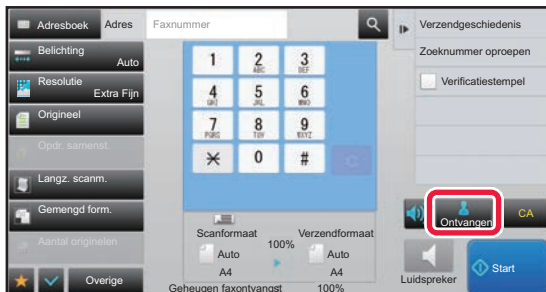 Adresboek Adres Faxnummer
Verzendgeschiedenis
Belichting
Auto
Zoeknummer oproepen
Resolutie
Extra Fijn
Verificatiestempel
Origineel
Opdr. samenst.
Langz. scanm.
Gemengd form.
Aantal originelen
Overige
1 2 3
ABC DEF
4 5 6
GHI JKL MNO
7 8 9
PQRS TUV WXYZ
0 #
C
Scanformaat 100% Verzendformaat
Auto Auto
A4 A4
Geheugen faxontvangst 100%
Ontvangen CA
Luidspreker Start